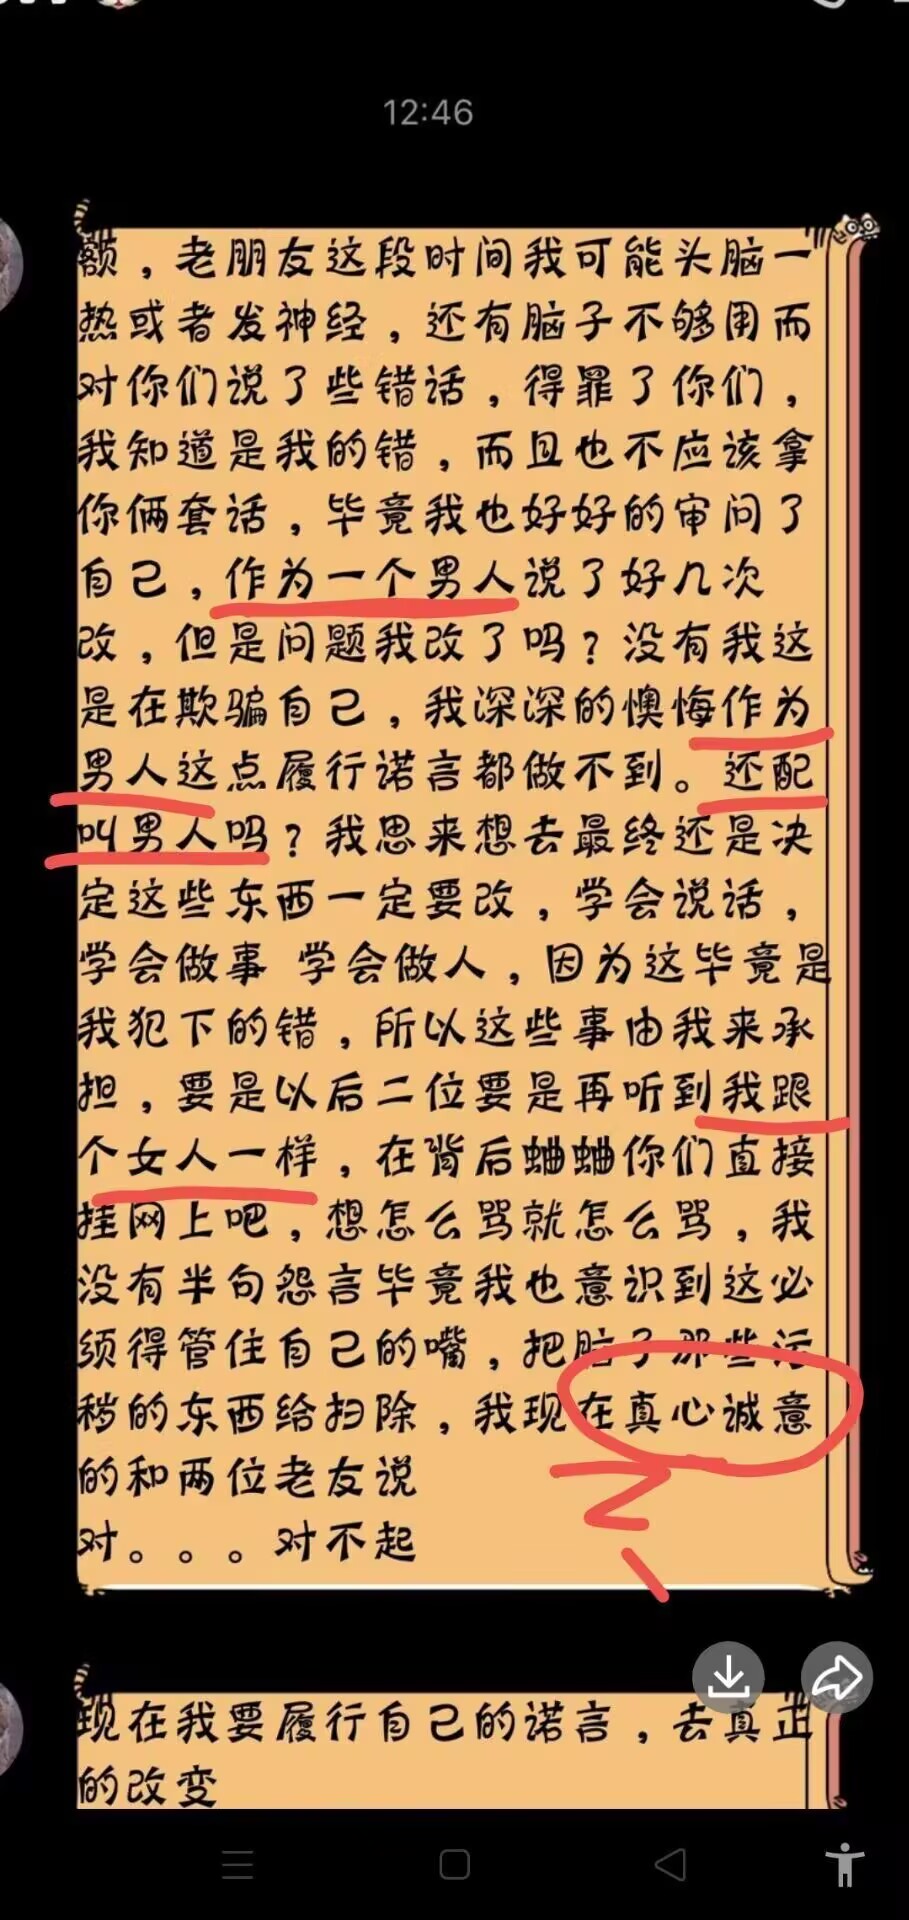 12:46
额，老朋友这段时间我可能头脑一
热或者发神经，还有脑子不够用而
对你们说了些错话，得罪了你们，
我知道是我的错，而且也不应该拿
你俩套话，毕竟我也好好的审问了
自己，作为一个男人说了好几次
改，但是问题我改了吗？没有我这
是在欺骗自己，我深深的懊悔作为
男人这点履行诺言都做不到。还配
叫男人吗？我思来想去最终还是决
定这些东西一定要改，学会说话，
学会做事 学会做人，因为这毕竟是
我犯下的错，所以这些事由我来承
担，要是以后二位要是再听到我跟
个女人一样，在背后蛐蛐你们直接
挂网上吧，想怎么骂就怎么骂，我
没有半句怨言毕竟我也意识到这必
须得管住自己的嘴，把脑子那些污
秽的东西给扫除，我现在真心诚意
的和两位老友说
对。。。对不起
现在我要履行自己的诺言，去真正
的改变